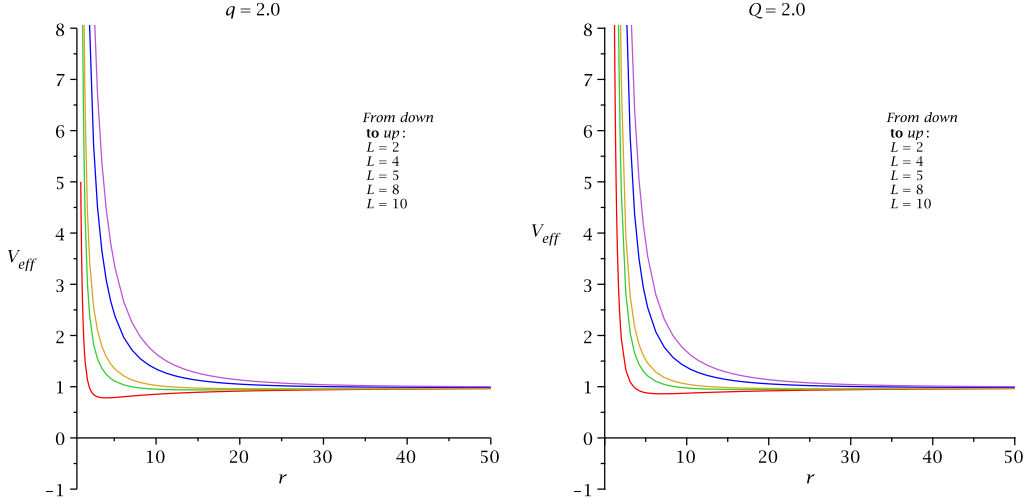 q = 2.0
8
7
6
5
4
3
2
1
0
−1
V_eff
From down
to up :
L = 2
L = 4
L = 5
L = 8
L = 10
10 20 30 40 50
r
Q = 2.0
8
7
6
5
4
3
2
1
0
−1
V_eff
From down
to up :
L = 2
L = 4
L = 5
L = 8
L = 10
10 20 30 40 50
r